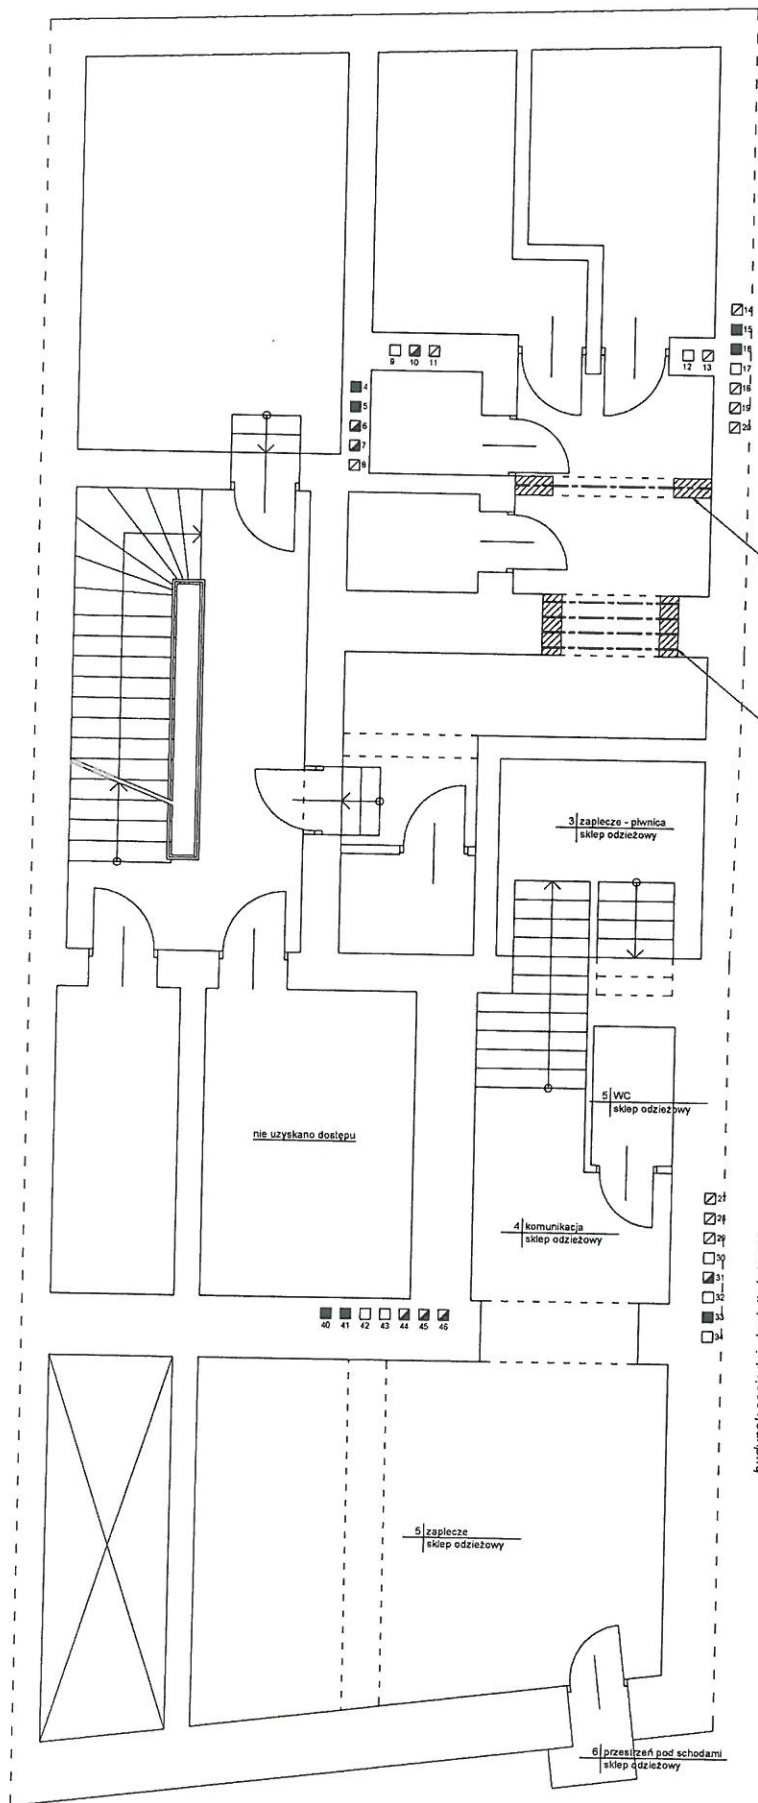 14
15
16
17
18
19
20
9 10 11
12 13
4
5
6
7
8
3 zaplecze - piwnica
sklep odzieżowy
5 WC
sklep odzieżowy
nie uzyskano dostępu
4 komunikacja
sklep odzieżowy
27
28
29
30
31
32
33
34
40 41 42 43 44 45 46
5 zaplecze
sklep odzieżowy
6 przestrzeń pod schodami
sklep odzieżowy